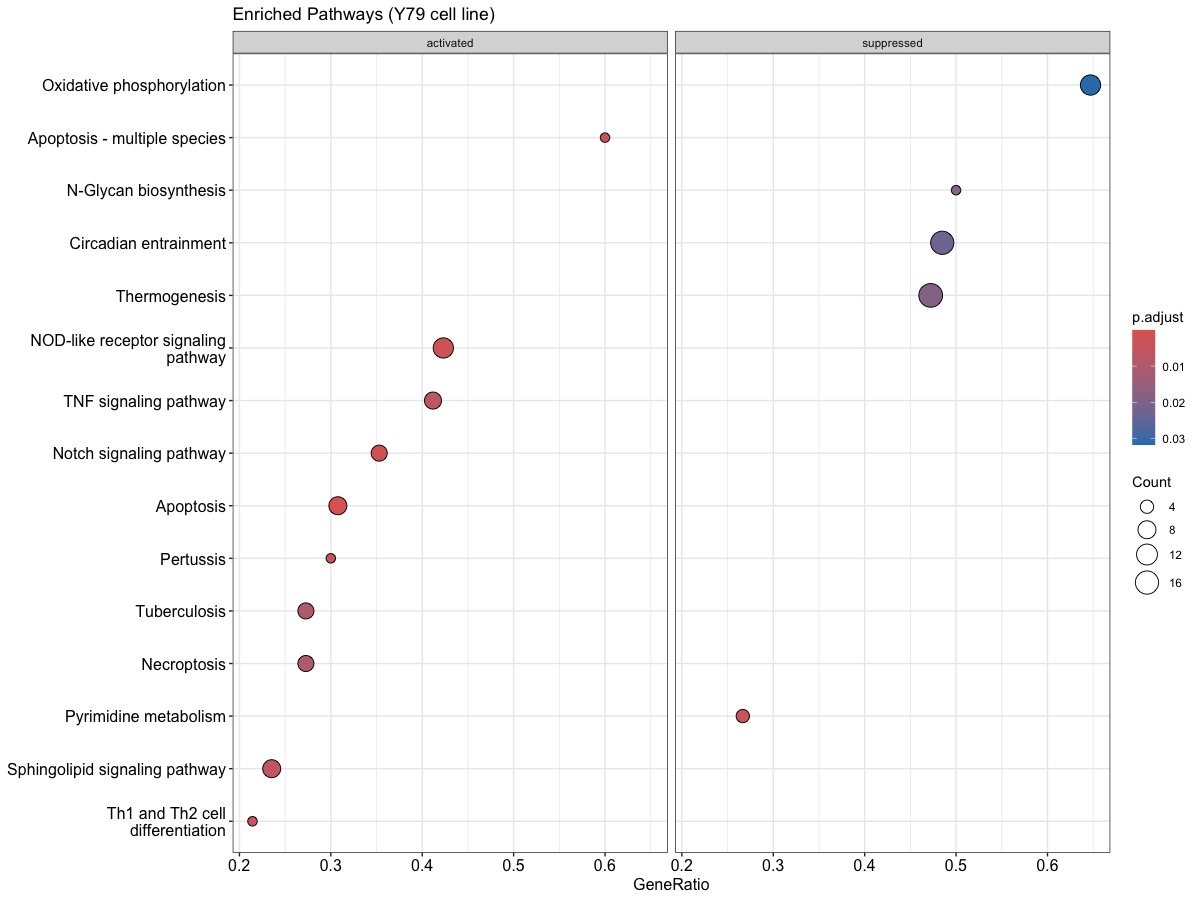 Enriched Pathways (Y79 cell line)
activated
suppressed
Oxidative phosphorylation
Apoptosis - multiple species
N-Glycan biosynthesis
Circadian entrainment
Thermogenesis
NOD-like receptor signaling
pathway
TNF signaling pathway
Notch signaling pathway
Apoptosis
Pertussis
Tuberculosis
Necroptosis
Pyrimidine metabolism
Sphingolipid signaling pathway
Th1 and Th2 cell
differentiation
0.2 0.3 0.4 0.5 0.6
0.2 0.3 0.4 0.5 0.6
GeneRatio
p.adjust
0.01
0.02
0.03
Count
4
8
12
16